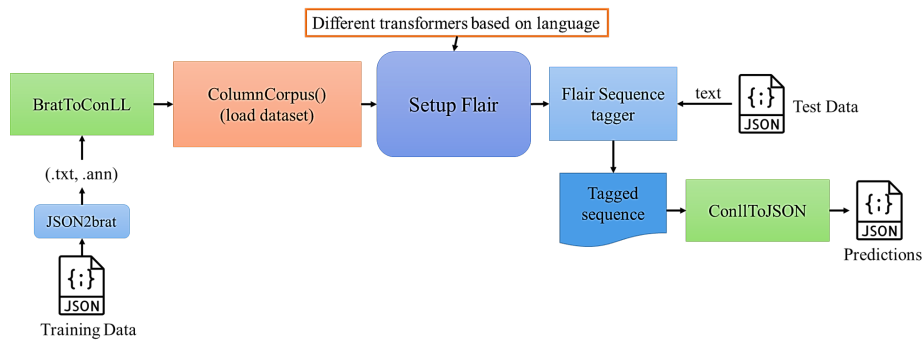 Different transformers based on language
BratToConLL
ColumnCorpus()
(load dataset)
Setup Flair
Flair Sequence
tagger
text
{;}
JSON
Test Data
(.txt, .ann)
JSON2brat
{;}
JSON
Training Data
Tagged
sequence
ConllToJSON
{;}
JSON
Predictions